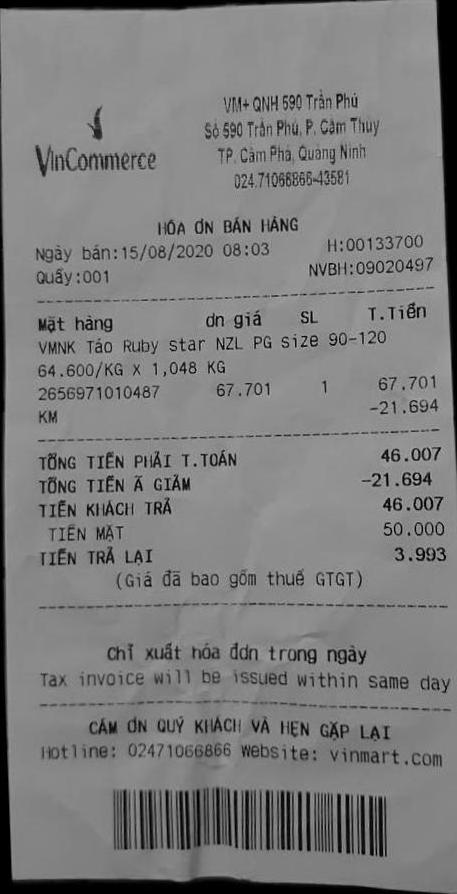 VinCommerce
VM+ QNH 590 Trần Phú
Số 590 Trần Phú, P. Cẩm Thủy
TP. Cẩm Phả, Quảng Ninh
024.71066866-43581
HÓA ƠN BÁN HÀNG
Ngày bán:15/08/2020 08:03 H:00133700
Quầy:001 NVBH:09020497
Mặt hàng ơn giá SL T.Tiền
VMNK Táo Ruby star NZL PG size 90-120
64.600/KG X 1,048 KG
2656971010487 67.701 1 67.701
KM -21.694
TỔNG TIỀN PHẢI T.TOÁN 46.007
TỔNG TIỀN Ã GIẢM -21.694
TIỀN KHÁCH TRẢ 46.007
TIỀN MẶT 50.000
TIỀN TRẢ LẠI 3.993
(Giá đã bao gồm thuế GTGT)
Chỉ xuất hóa đơn trong ngày
Tax invoice will be issued within same day
CẢM ƠN QUÝ KHÁCH VÀ HẸN GẶP LẠI
Hotline: 02471066866 Website: vinmart.com